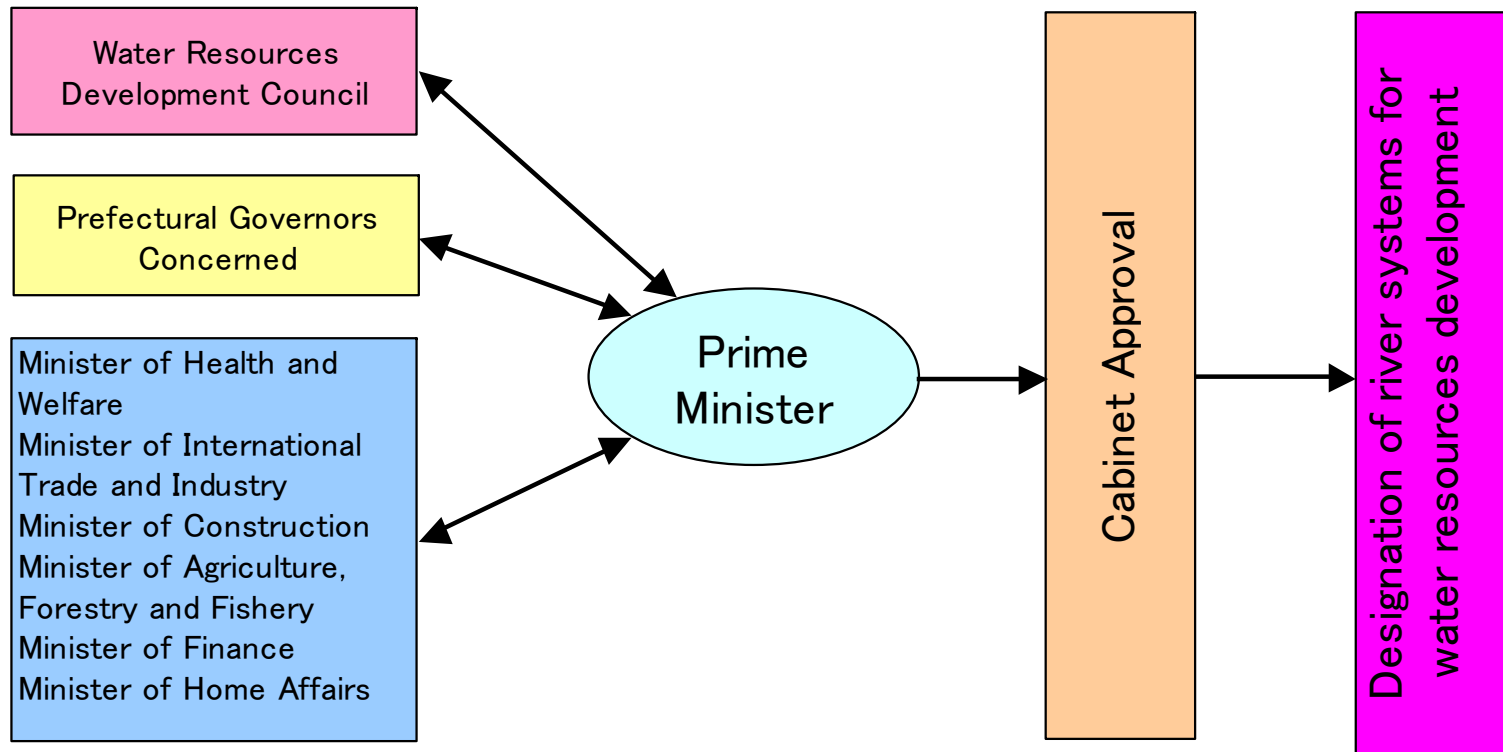 Water Resources
Development Council
Prefectural Governors
Concerned
Minister of Health and
Welfare
Minister of International
Trade and Industry
Minister of Construction
Minister of Agriculture,
Forestry and Fishery
Minister of Finance
Minister of Home Affairs
Prime
Minister
Cabinet Approval
Designation of river systems for
water resources development